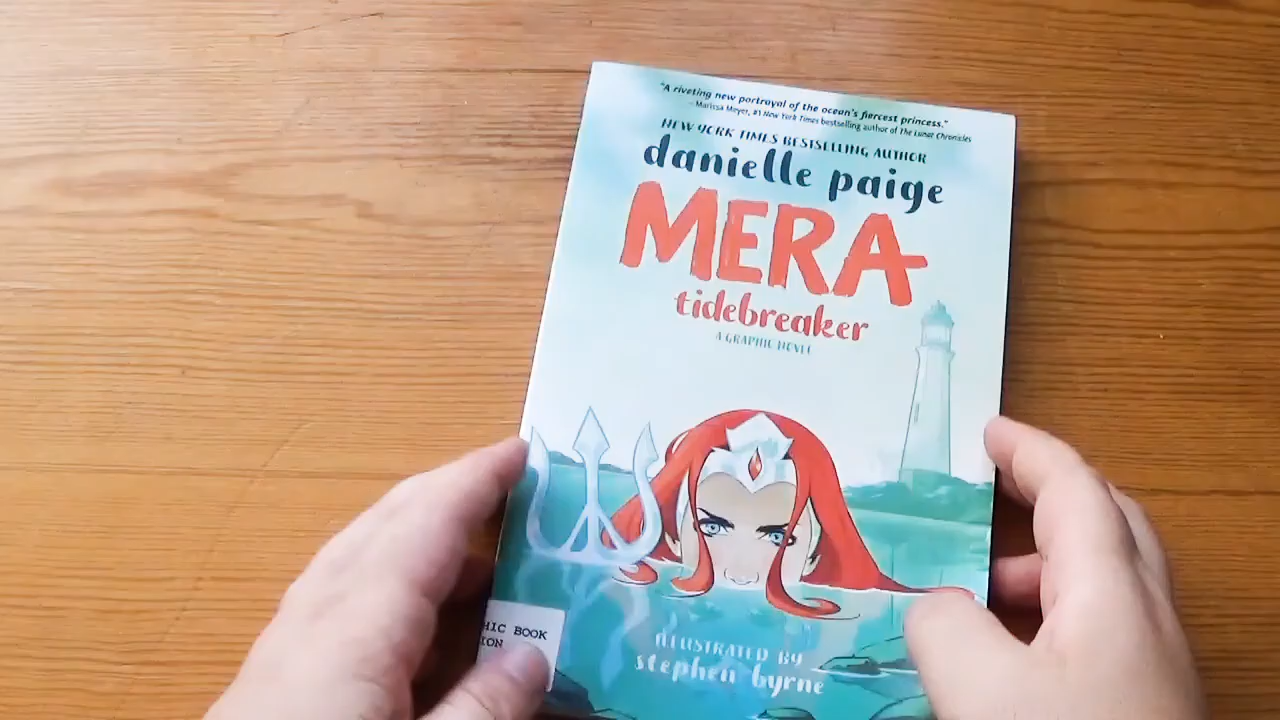 "A riveting new portrayal of the ocean's fiercest princess."
– Marissa Meyer, #1 New York Times bestselling author of The Lunar Chronicles
NEW YORK TIMES BESTSELLING AUTHOR
danielle paige
MERA
tidebreaker
A GRAPHIC NOVEL
HIC BOOK
ION
ILLUSTRATED BY
stephen byrne